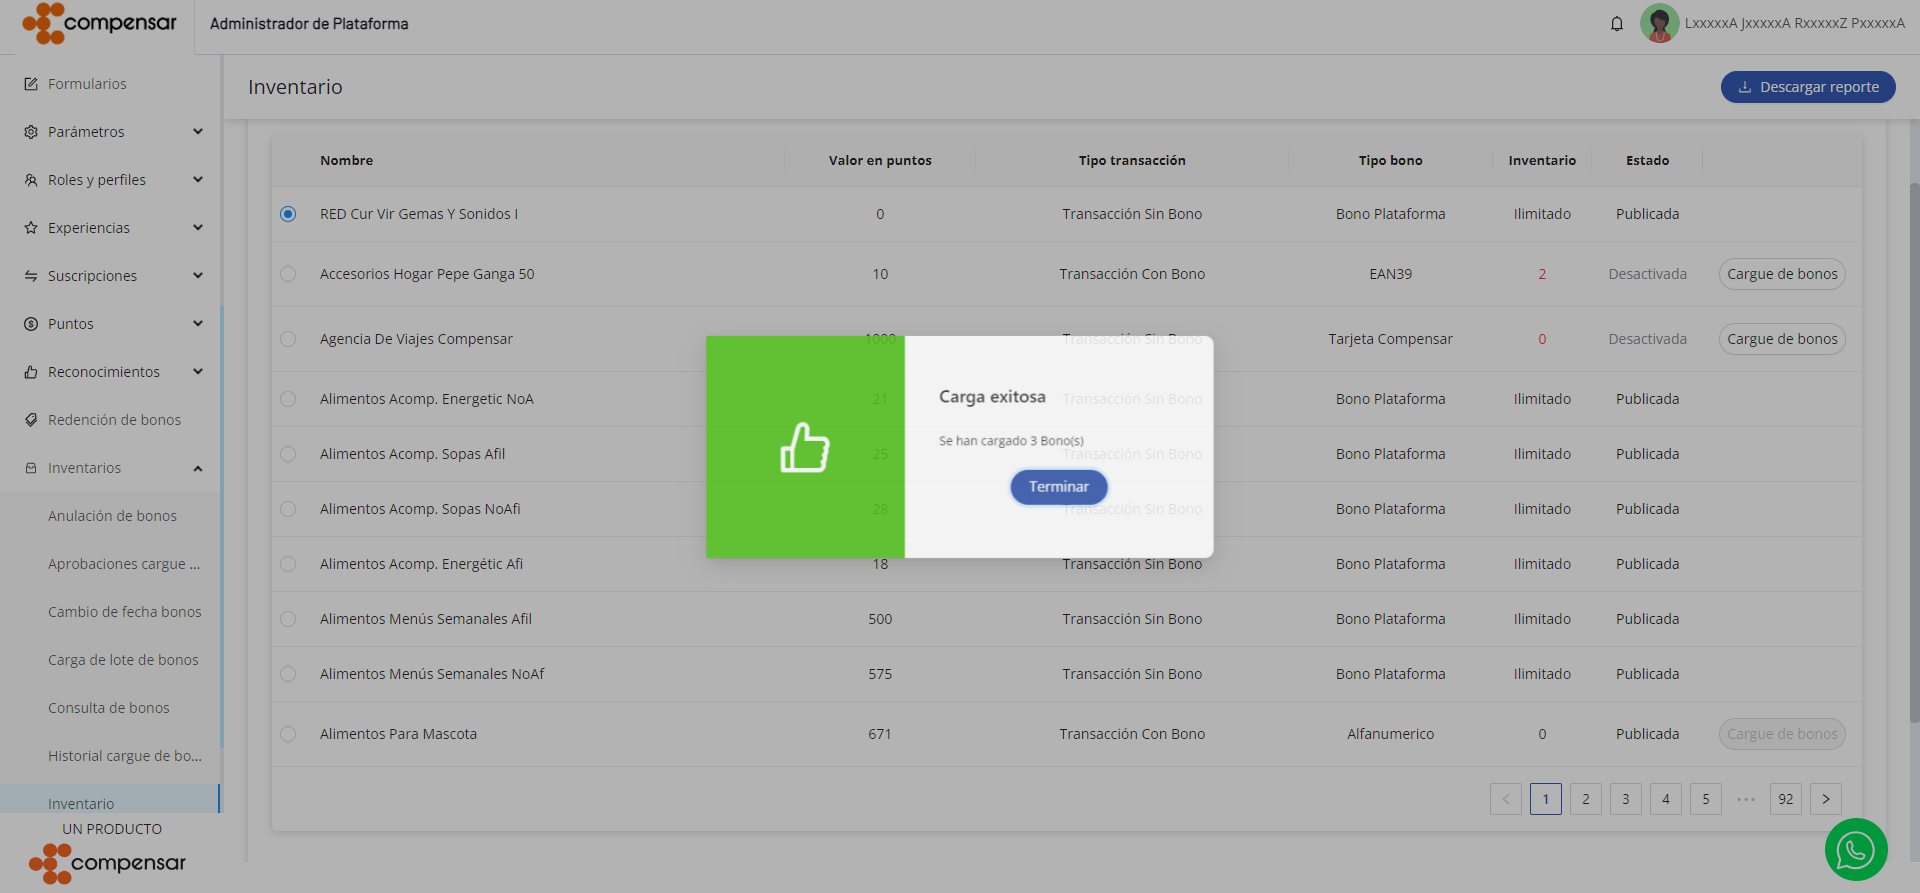 compensar
Administrador de Plataforma
LxxxxxA JxxxxxA RxxxxxZ PxxxxxA
Formularios
Parámetros
Roles y perfiles
Experiencias
Suscripciones
Puntos
Reconocimientos
Redención de bonos
Inventarios
Anulación de bonos
Aprobaciones cargue ...
Cambio de fecha bonos
Carga de lote de bonos
Consulta de bonos
Historial cargue de bo...
Inventario
UN PRODUCTO
compensar
Inventario
Descargar reporte
Nombre Valor en puntos Tipo transacción Tipo bono Inventario Estado
RED Cur Vir Gemas Y Sonidos I 0 Transacción Sin Bono Bono Plataforma Ilimitado Publicada
Accesorios Hogar Pepe Ganga 50 10 Transacción Con Bono EAN39 2 Desactivada Cargue de bonos
Agencia De Viajes Compensar 1000 Transacción Sin Bono Tarjeta Compensar 0 Desactivada Cargue de bonos
Alimentos Acomp. Energetic NoA 21 Transacción Sin Bono Bono Plataforma Ilimitado Publicada
Alimentos Acomp. Sopas Afil 25 Transacción Sin Bono Bono Plataforma Ilimitado Publicada
Alimentos Acomp. Sopas NoAfi 28 Transacción Sin Bono Bono Plataforma Ilimitado Publicada
Alimentos Acomp. Energétic Afi 18 Transacción Sin Bono Bono Plataforma Ilimitado Publicada
Alimentos Menús Semanales Afil 500 Transacción Sin Bono Bono Plataforma Ilimitado Publicada
Alimentos Menús Semanales NoAf 575 Transacción Sin Bono Bono Plataforma Ilimitado Publicada
Alimentos Para Mascota 671 Transacción Con Bono Alfanumerico 0 Publicada Cargue de bonos
< 1 2 3 4 5 ··· 92 >
Carga exitosa
Se han cargado 3 Bono(s)
Terminar